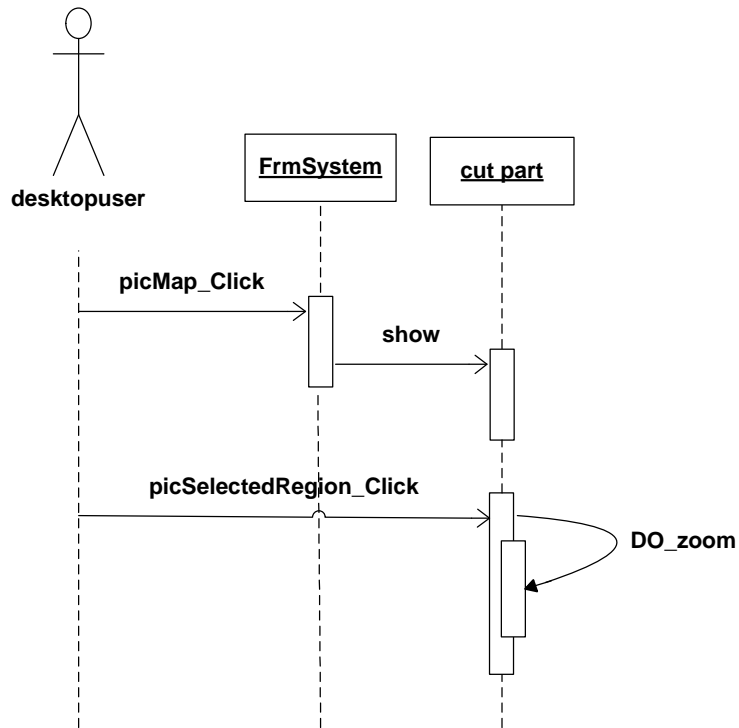 desktopuser
FrmSystem
cut part
picMap_Click
show
picSelectedRegion_Click
DO_zoom